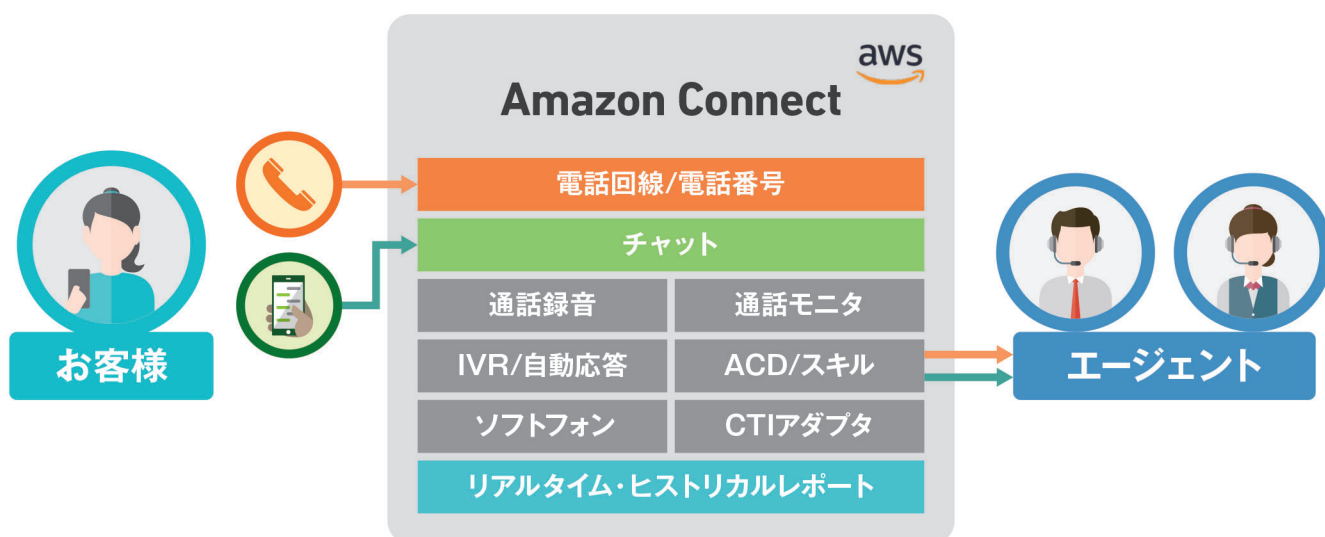 aws
Amazon Connect
電話回線/電話番号
チャット
通話録音
通話モニタ
IVR/自動応答
ACD/スキル
ソフトフォン
CTIアダプタ
リアルタイム・ヒストリカルレポート
お客様
エージェント